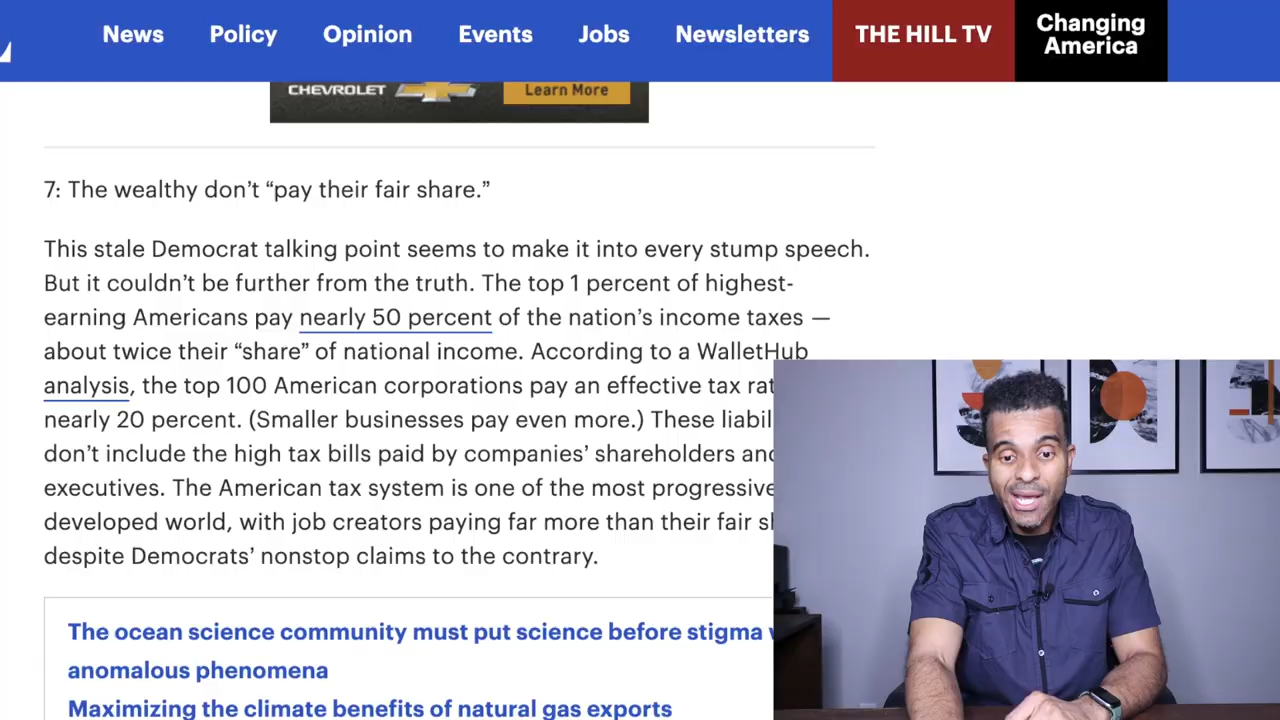 News Policy Opinion Events Jobs Newsletters THE HILL TV Changing
America
CHEVROLET Learn More
7: The wealthy don’t “pay their fair share.”
This stale Democrat talking point seems to make it into every stump speech.
But it couldn’t be further from the truth. The top 1 percent of highest-
earning Americans pay nearly 50 percent of the nation’s income taxes —
about twice their “share” of national income. According to a WalletHub
analysis, the top 100 American corporations pay an effective tax
nearly 20 percent. (Smaller businesses pay even more.) These
don’t include the high tax bills paid by companies’ shareholders
executives. The American tax system is one of the most progressive
developed world, with job creators paying far more than their fair
despite Democrats’ nonstop claims to the contrary.
The ocean science community must put science before stigma
anomalous phenomena
Maximizing the climate benefits of natural gas exports